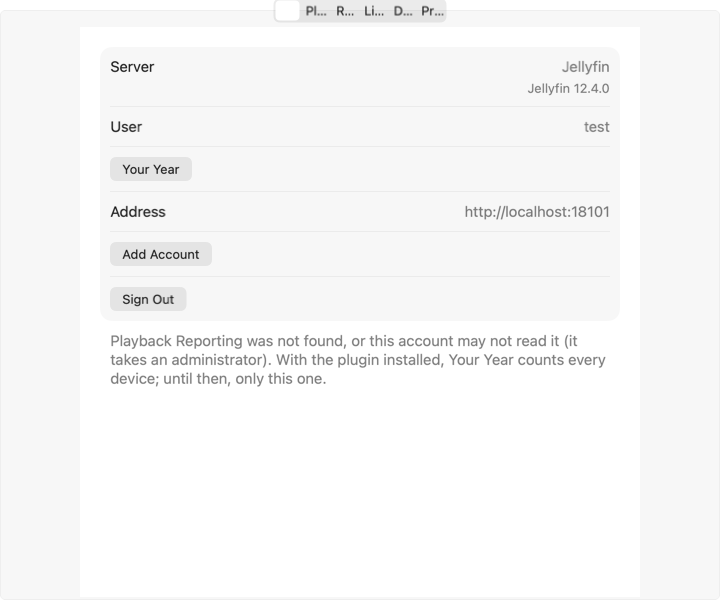 Pl... R... Li... D... Pr...
Server Jellyfin
Jellyfin 12.4.0
User test
Your Year
Address http://localhost:18101
Add Account
Sign Out
Playback Reporting was not found, or this account may not read it (it
takes an administrator). With the plugin installed, Your Year counts every
device; until then, only this one.